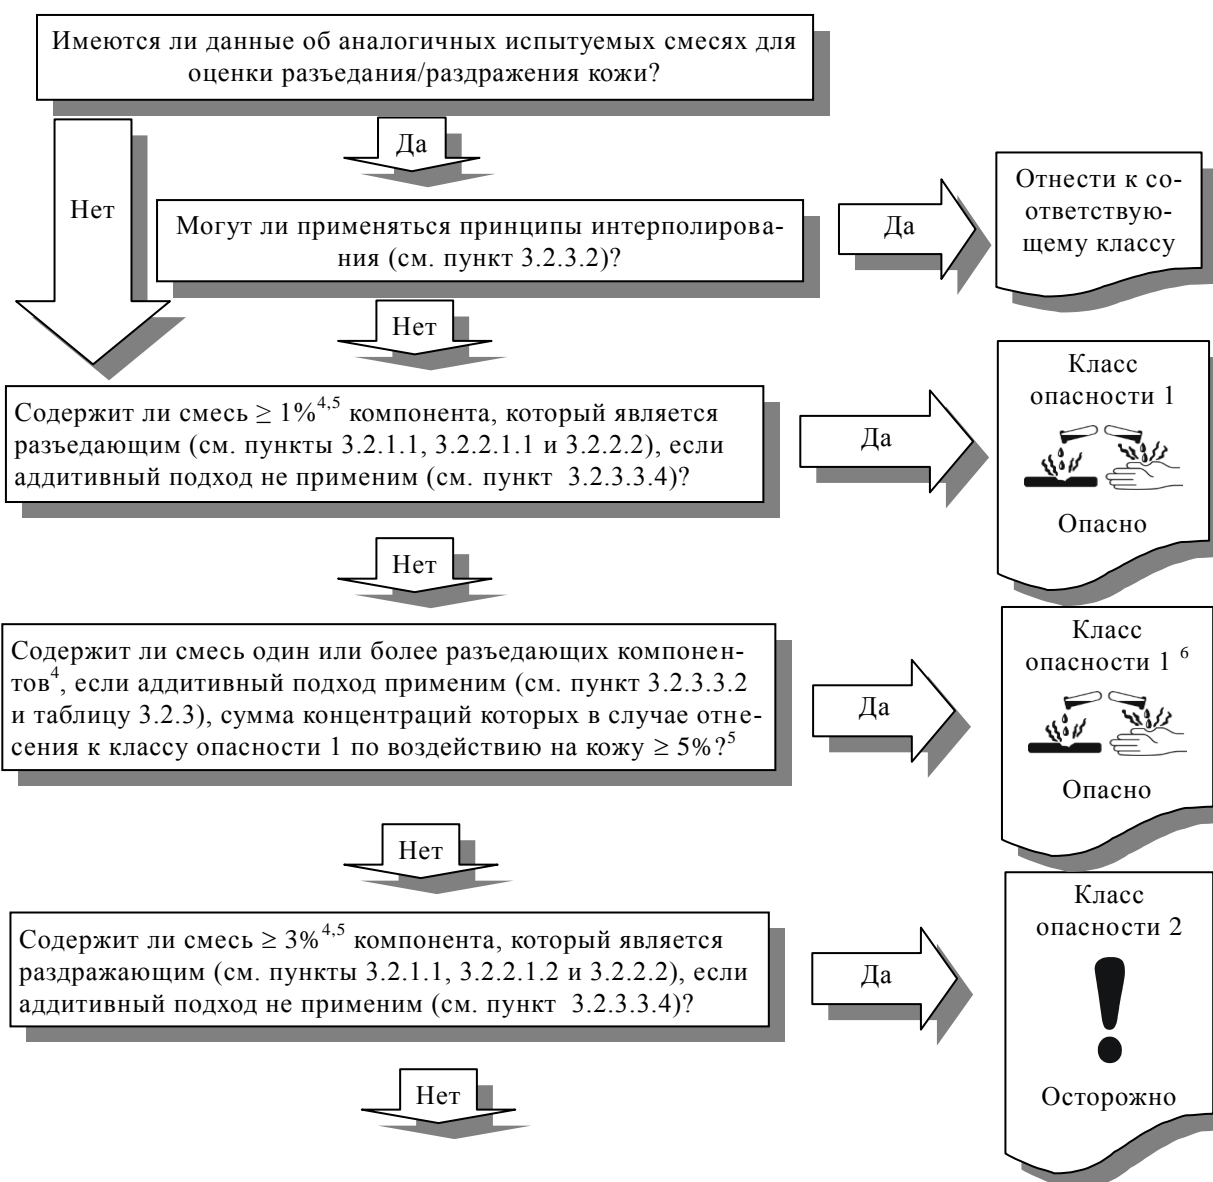 Имеются ли данные об аналогичных испытуемых смесях для
оценки разъедания/раздражения кожи?
Да
Нет
Могут ли применяться принципы интерполирова-
ния (см. пункт 3.2.3.2)?
Да
Отнести к со-
ответствую-
щему классу
Нет
Содержит ли смесь ≥ 1%⁴,⁵ компонента, который является
разъедающим (см. пункты 3.2.1.1, 3.2.2.1.1 и 3.2.2.2), если
аддитивный подход не применим (см. пункт 3.2.3.3.4)?
Да
Класс
опасности 1
Опасно
Нет
Содержит ли смесь один или более разъедающих компонен-
тов⁴, если аддитивный подход применим (см. пункт 3.2.3.3.2
и таблицу 3.2.3), сумма концентраций которых в случае отне-
сения к классу опасности 1 по воздействию на кожу ≥ 5%?⁵
Да
Класс
опасности 1 ⁶
Опасно
Нет
Содержит ли смесь ≥ 3%⁴,⁵ компонента, который является
раздражающим (см. пункты 3.2.1.1, 3.2.2.1.2 и 3.2.2.2), если
аддитивный подход не применим (см. пункт 3.2.3.3.4)?
Да
Класс
опасности 2
Осторожно
Нет